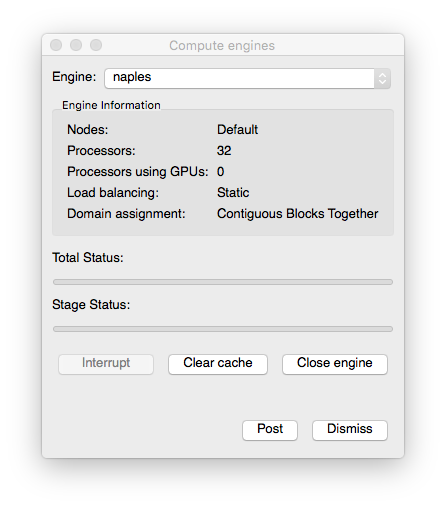 Compute engines
Engine: naples
Engine Information
Nodes: Default
Processors: 32
Processors using GPUs: 0
Load balancing: Static
Domain assignment: Contiguous Blocks Together
Total Status:
Stage Status:
Interrupt Clear cache Close engine
Post Dismiss